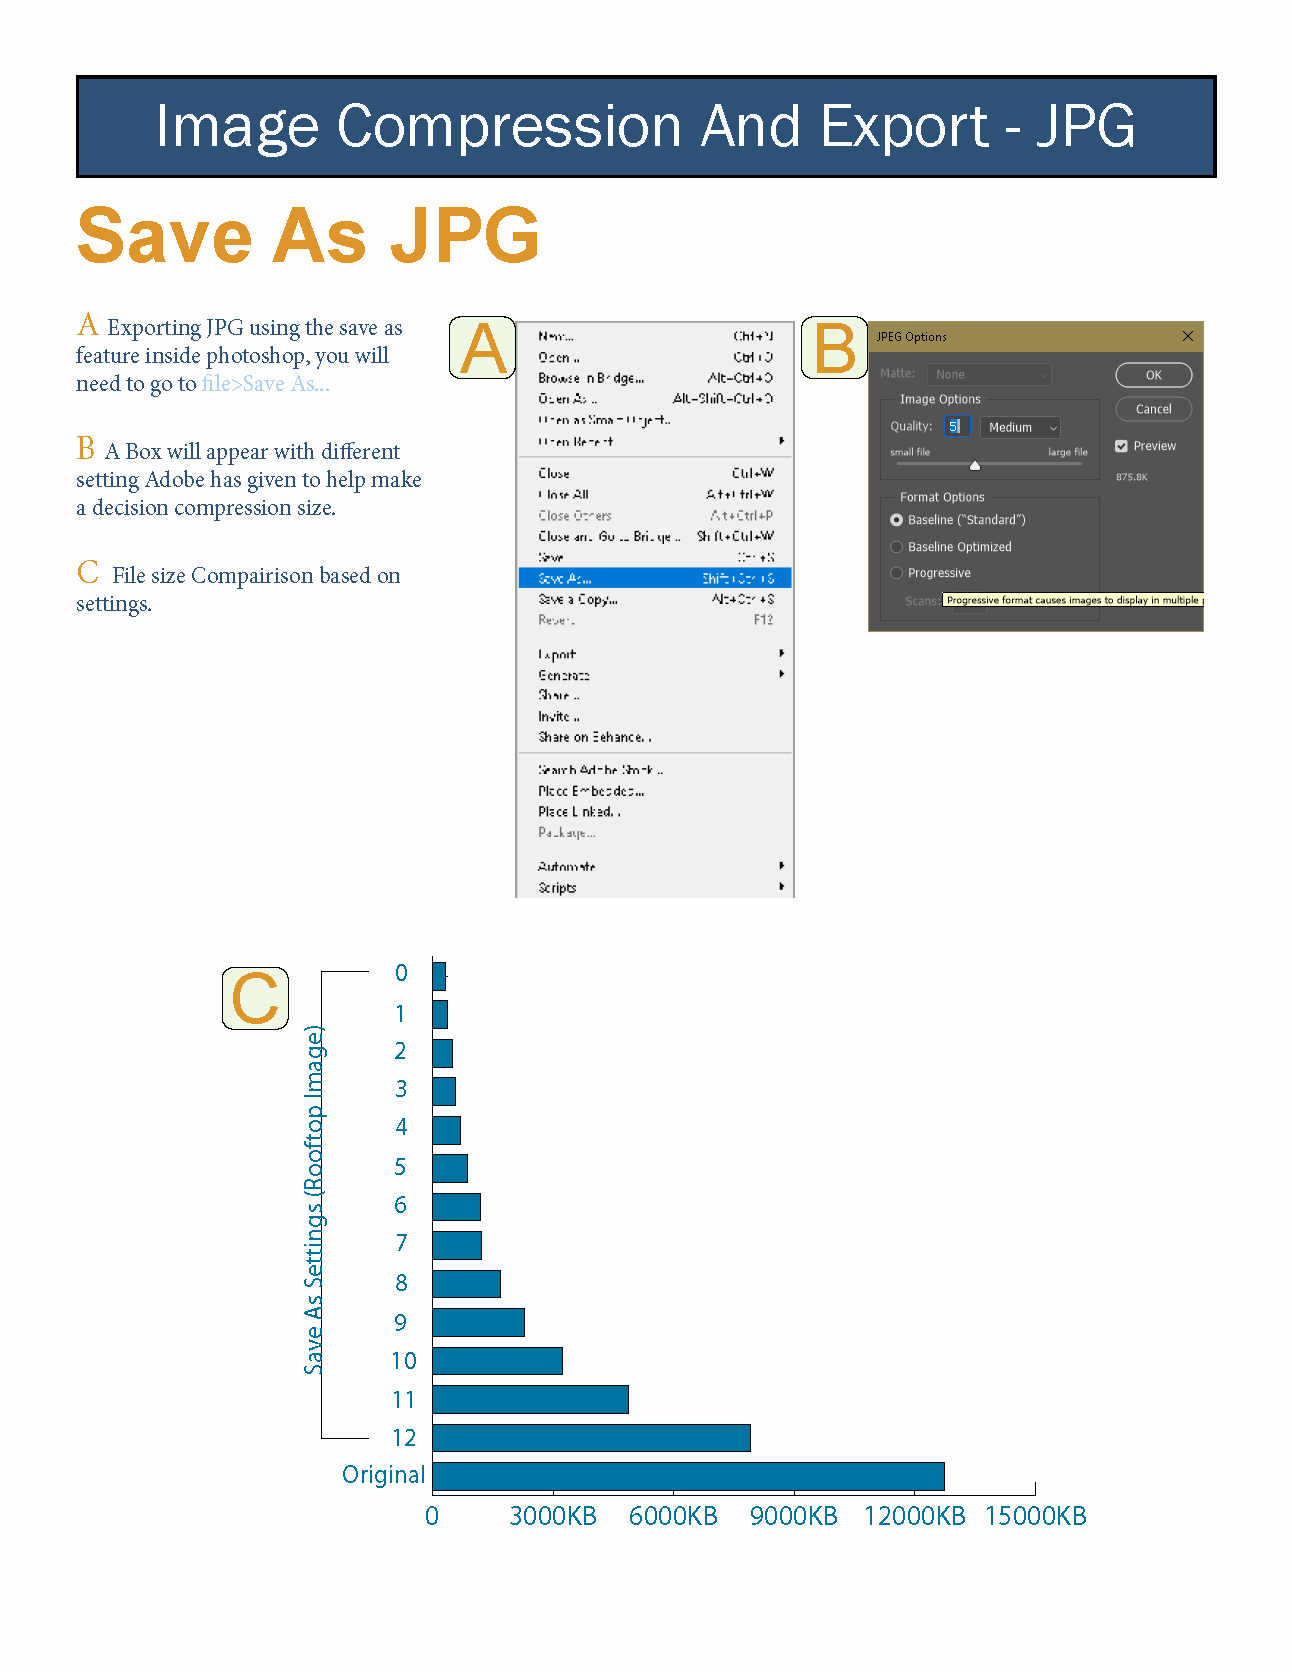 Image Compression And Export - JPG
Save As JPG
A Exporting JPG using the save as
feature inside photoshop, you will
need to go to file>Save As...
B A Box will appear with different
setting Adobe has given to help make
a decision compression size.
C File size Compairison based on
settings.
A
New... Ctrl+N
Open... Ctrl+O
Browse in Bridge... Alt+Ctrl+O
Open As... Alt+Shift+Ctrl+O
Open as Smart Object...
Open Recent
Close Ctrl+W
Close All Alt+Ctrl+W
Close Others Alt+Ctrl+P
Close and Go to Bridge... Shift+Ctrl+W
Save Ctrl+S
Save As... Shift+Ctrl+S
Save a Copy... Alt+Ctrl+S
Revert F12
Export
Generate
Share...
Invite...
Share on Behance...
Search Adobe Stock...
Place Embedded...
Place Linked...
Package...
Automate
Scripts
B
JPEG Options
Matte: None
OK
Image Options
Cancel
Quality: 5 Medium
Preview
small file large file
875.8K
Format Options
Baseline ("Standard")
Baseline Optimized
Progressive
Scans:
Progressive format causes images to display in multiple
C
Save As Settings (Rooftop Image)
0
1
2
3
4
5
6
7
8
9
10
11
12
Original
0 3000KB 6000KB 9000KB 12000KB 15000KB